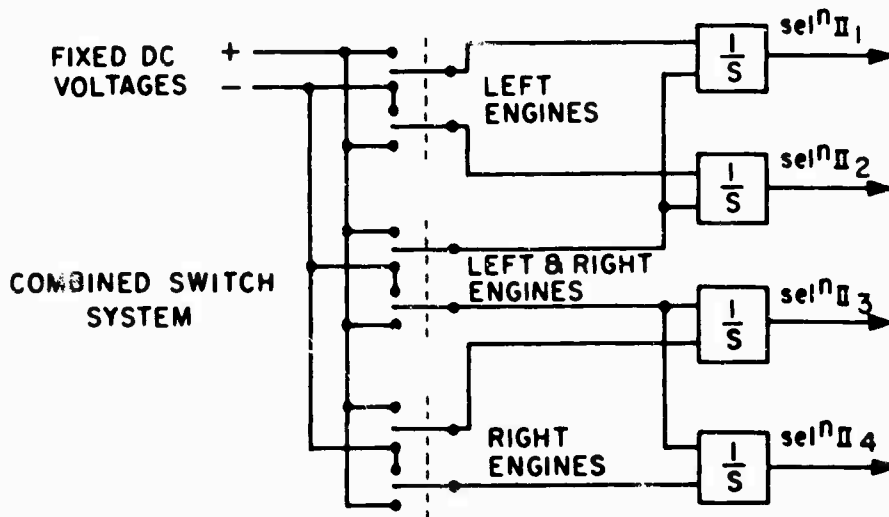 FIXED DC
VOLTAGES
+
−
LEFT
ENGINES
COMBINED SWITCH
SYSTEM
LEFT & RIGHT
ENGINES
RIGHT
ENGINES
1
S
selⁿII₁
1
S
selⁿII₂
1
S
selⁿII₃
1
S
selⁿII₄